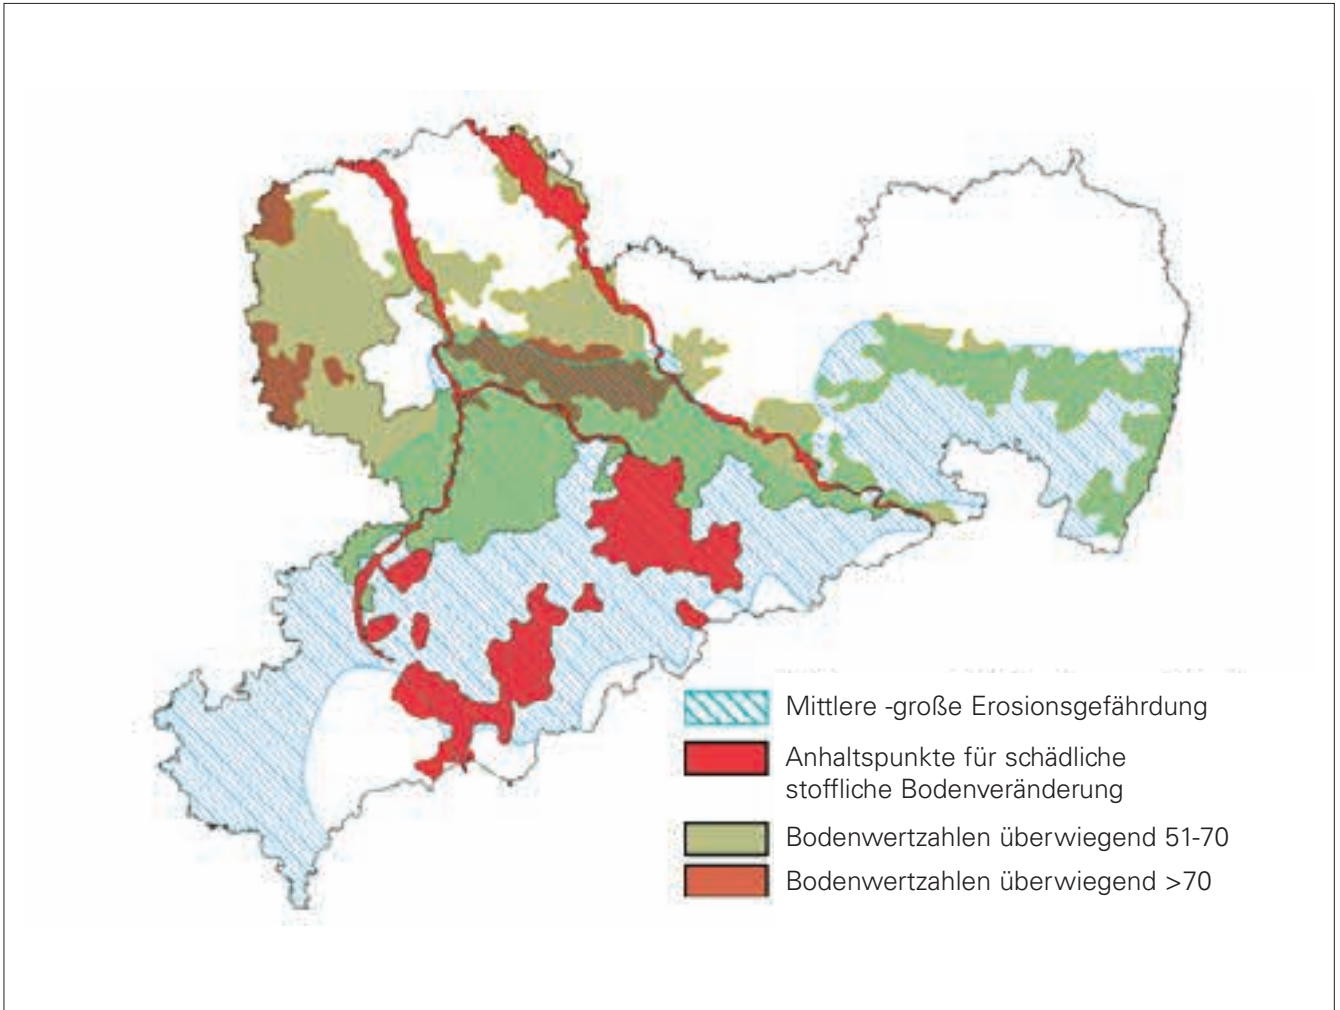 Mittlere -große Erosionsgefährdung
Anhaltspunkte für schädliche
stoffliche Bodenveränderung
Bodenwertzahlen überwiegend 51-70
Bodenwertzahlen überwiegend >70